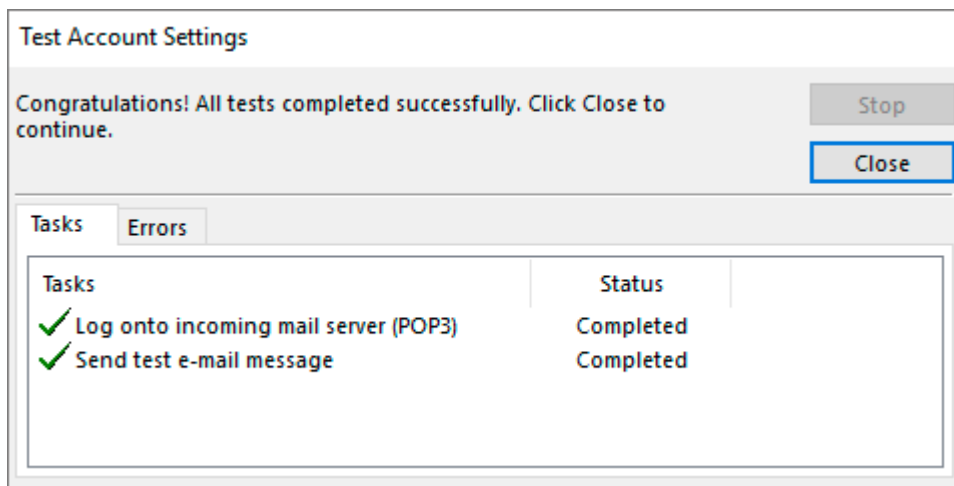 Test Account Settings
Congratulations! All tests completed successfully. Click Close to
continue.
Stop
Close
Tasks
Errors
Tasks Status
Log onto incoming mail server (POP3) Completed
Send test e-mail message Completed